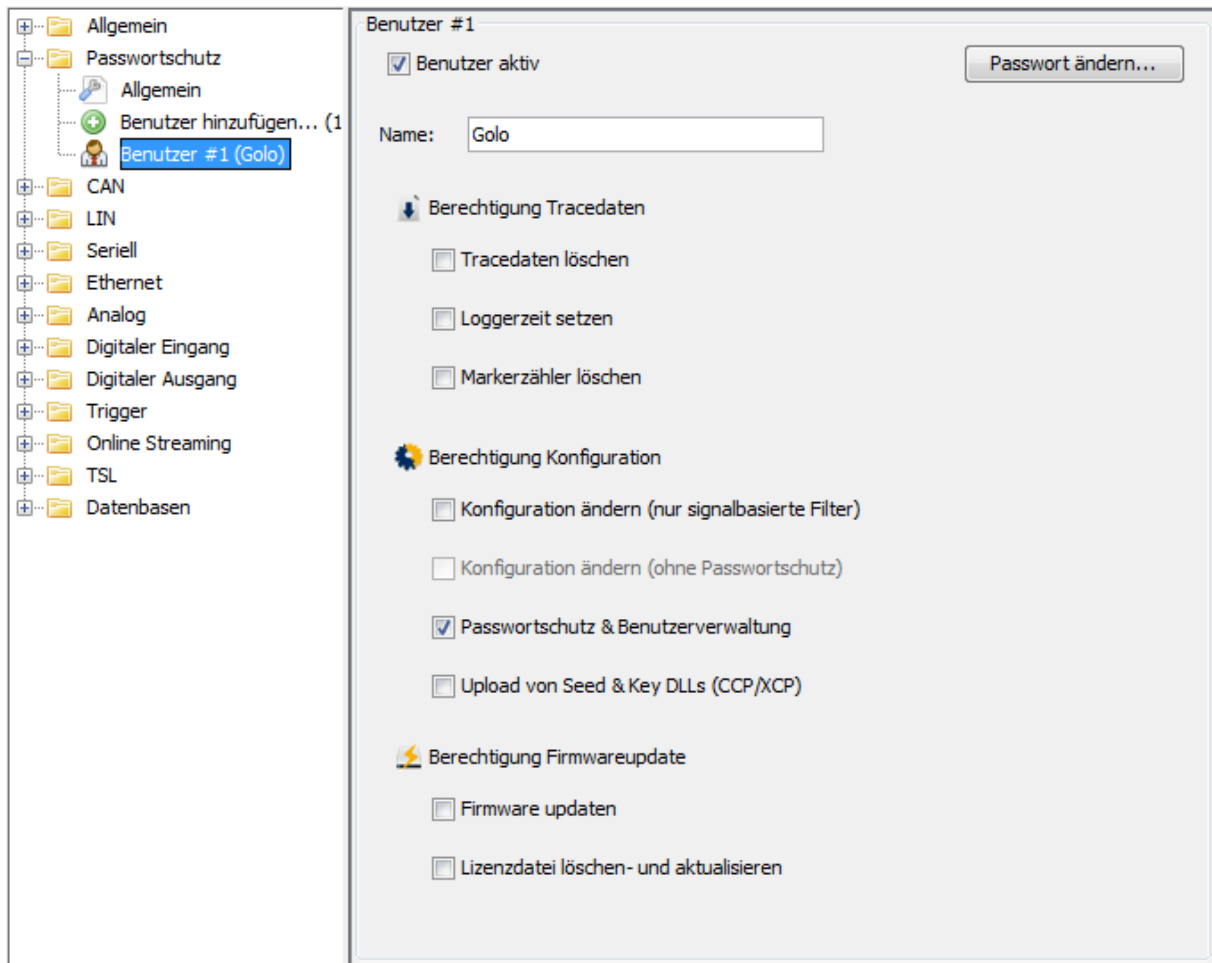 Allgemein
Passwortschutz
Allgemein
Benutzer hinzufügen... (1
Benutzer #1 (Golo)
CAN
LIN
Seriell
Ethernet
Analog
Digitaler Eingang
Digitaler Ausgang
Trigger
Online Streaming
TSL
Datenbasen
Benutzer #1
Benutzer aktiv
Passwort ändern...
Name: Golo
Berechtigung Tracedaten
Tracedaten löschen
Loggerzeit setzen
Markerzähler löschen
Berechtigung Konfiguration
Konfiguration ändern (nur signalbasierte Filter)
Konfiguration ändern (ohne Passwortschutz)
Passwortschutz & Benutzerverwaltung
Upload von Seed & Key DLLs (CCP/XCP)
Berechtigung Firmwareupdate
Firmware updaten
Lizenzdatei löschen- und aktualisieren